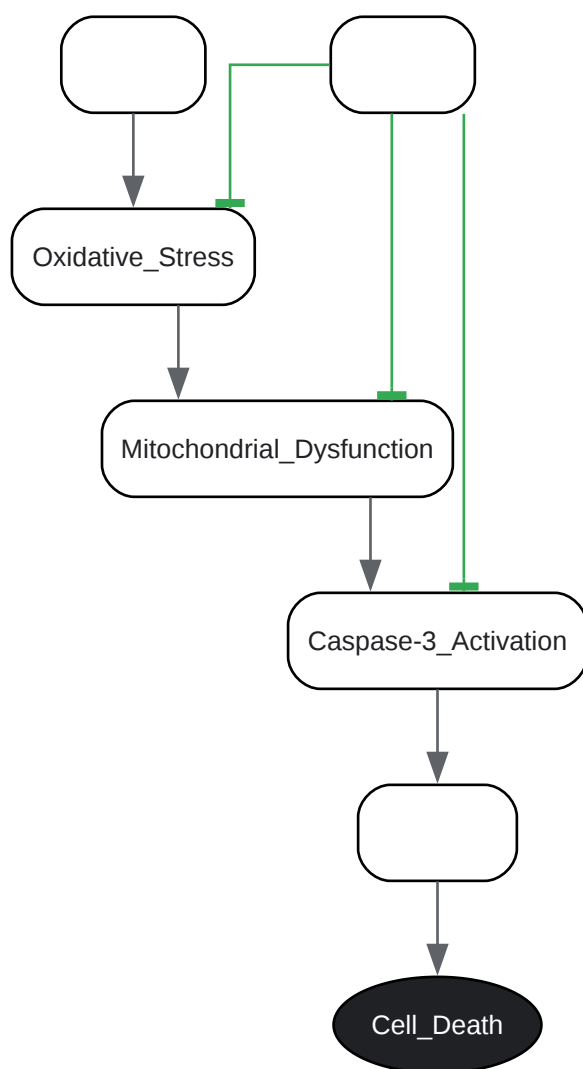 Oxidative_Stress
Mitochondrial_Dysfunction
Caspase-3_Activation
Cell_Death